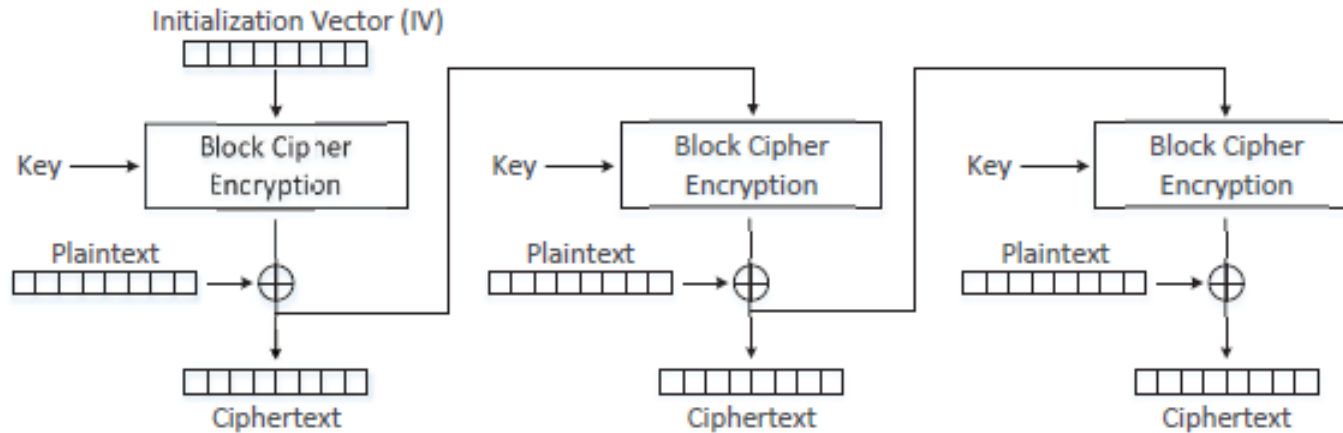 Initialization Vector (IV)
Key
Block Cipher
Encryption
Key
Block Cipher
Encryption
Key
Block Cipher
Encryption
Plaintext
Plaintext
Plaintext
Ciphertext
Ciphertext
Ciphertext